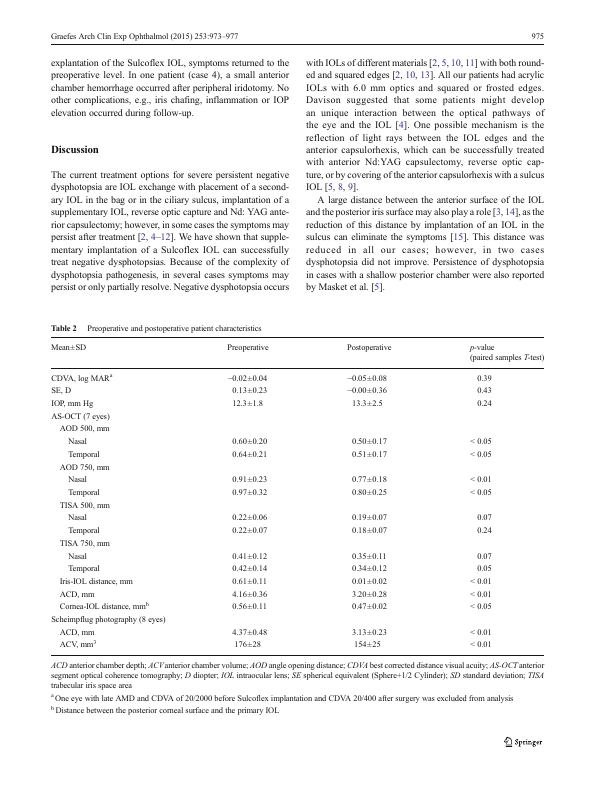 Graefes Arch Clin Exp Ophthalmol (2015) 253:973–977
975
explantation of the Sulcoflex IOL, symptoms returned to the
preoperative level. In one patient (case 4), a small anterior
chamber hemorrhage occurred after peripheral iridotomy. No
other complications, e.g., iris chafing, inflammation or IOP
elevation occurred during follow-up.
Discussion
The current treatment options for severe persistent negative
dysphotopsia are IOL exchange with placement of a second-
ary IOL in the bag or in the ciliary sulcus, implantation of a
supplementary IOL, reverse optic capture and Nd: YAG ante-
rior capsulectomy; however, in some cases the symptoms may
persist after treatment [2, 4–12]. We have shown that supple-
mentary implantation of a Sulcoflex IOL can successfully
treat negative dysphotopsias. Because of the complexity of
dysphotopsia pathogenesis, in several cases symptoms may
persist or only partially resolve. Negative dysphotopsia occurs
with IOLs of different materials [2, 5, 10, 11] with both round-
ed and squared edges [2, 10, 13]. All our patients had acrylic
IOLs with 6.0 mm optics and squared or frosted edges.
Davison suggested that some patients might develop
an unique interaction between the optical pathways of
the eye and the IOL [4]. One possible mechanism is the
reflection of light rays between the IOL edges and the
anterior capsulorhexis, which can be successfully treated
with anterior Nd:YAG capsulectomy, reverse optic cap-
ture, or by covering of the anterior capsulorhexis with a sulcus
IOL [5, 8, 9].
A large distance between the anterior surface of the IOL
and the posterior iris surface may also play a role [3, 14], as the
reduction of this distance by implantation of an IOL in the
sulcus can eliminate the symptoms [15]. This distance was
reduced in all our cases; however, in two cases
dysphotopsia did not improve. Persistence of dysphotopsia
in cases with a shallow posterior chamber were also reported
by Masket et al. [5].
Table 2 Preoperative and postoperative patient characteristics
Mean±SD Preoperative Postoperative p-value
(paired samples T-test)
CDVA, log MARa −0.02±0.04 −0.05±0.08 0.39
SE, D 0.13±0.23 −0.00±0.36 0.43
IOP, mm Hg 12.3±1.8 13.3±2.5 0.24
AS-OCT (7 eyes)
AOD 500, mm
Nasal 0.60±0.20 0.50±0.17 < 0.05
Temporal 0.64±0.21 0.51±0.17 < 0.05
AOD 750, mm
Nasal 0.91±0.23 0.77±0.18 < 0.01
Temporal 0.97±0.32 0.80±0.25 < 0.05
TISA 500, mm
Nasal 0.22±0.06 0.19±0.07 0.07
Temporal 0.22±0.07 0.18±0.07 0.24
TISA 750, mm
Nasal 0.41±0.12 0.35±0.11 0.07
Temporal 0.42±0.14 0.34±0.12 0.05
Iris-IOL distance, mm 0.61±0.11 0.01±0.02 < 0.01
ACD, mm 4.16±0.36 3.20±0.28 < 0.01
Cornea-IOL distance, mmb 0.56±0.11 0.47±0.02 < 0.05
Scheimpflug photography (8 eyes)
ACD, mm 4.37±0.48 3.13±0.23 < 0.01
ACV, mm3 176±28 154±25 < 0.01
ACD anterior chamber depth; ACV anterior chamber volume; AOD angle opening distance; CDVA best corrected distance visual acuity; AS-OCT anterior
segment optical coherence tomography; D diopter; IOL intraocular lens; SE spherical equivalent (Sphere+1/2 Cylinder); SD standard deviation; TISA
trabecular iris space area
a One eye with late AMD and CDVA of 20/2000 before Sulcoflex implantation and CDVA 20/400 after surgery was excluded from analysis
b Distance between the posterior corneal surface and the primary IOL
Springer